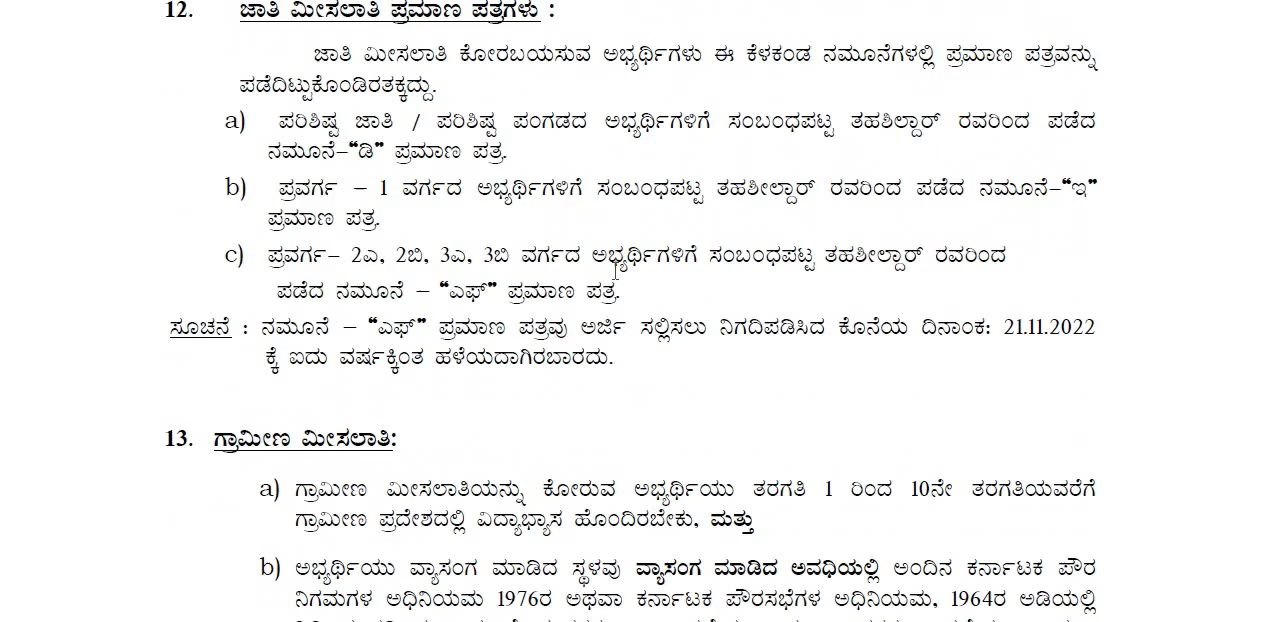 12. ಜಾತಿ ಮೀಸಲಾತಿ ಪ್ರಮಾಣ ಪತ್ರಗಳು :
ಜಾತಿ ಮೀಸಲಾತಿ ಕೋರಬಯಸುವ ಅಭ್ಯರ್ಥಿಗಳು ಈ ಕೆಳಕಂಡ ನಮೂನೆಗಳಲ್ಲಿ ಪ್ರಮಾಣ ಪತ್ರವನ್ನು
ಪಡೆದಿಟ್ಟುಕೊಂಡಿರತಕ್ಕದ್ದು.
a) ಪರಿಶಿಷ್ಟ ಜಾತಿ / ಪರಿಶಿಷ್ಟ ಪಂಗಡದ ಅಭ್ಯರ್ಥಿಗಳಿಗೆ ಸಂಬಂಧಪಟ್ಟ ತಹಶಿಲ್ದಾರ್ ರವರಿಂದ ಪಡೆದ
ನಮೂನೆ–“ಡಿ” ಪ್ರಮಾಣ ಪತ್ರ.
b) ಪ್ರವರ್ಗ – 1 ವರ್ಗದ ಅಭ್ಯರ್ಥಿಗಳಿಗೆ ಸಂಬಂಧಪಟ್ಟ ತಹಶೀಲ್ದಾರ್ ರವರಿಂದ ಪಡೆದ ನಮೂನೆ–“ಇ”
ಪ್ರಮಾಣ ಪತ್ರ.
c) ಪ್ರವರ್ಗ– 2ಎ, 2ಬಿ, 3ಎ, 3ಬಿ ವರ್ಗದ ಅಭ್ಯರ್ಥಿಗಳಿಗೆ ಸಂಬಂಧಪಟ್ಟ ತಹಶೀಲ್ದಾರ್ ರವರಿಂದ
ಪಡೆದ ನಮೂನೆ – “ಎಫ್” ಪ್ರಮಾಣ ಪತ್ರ.
ಸೂಚನೆ : ನಮೂನೆ – “ಎಫ್” ಪ್ರಮಾಣ ಪತ್ರವು ಅರ್ಜಿ ಸಲ್ಲಿಸಲು ನಿಗದಿಪಡಿಸಿದ ಕೊನೆಯ ದಿನಾಂಕ: 21.11.2022
ಕ್ಕೆ ಐದು ವರ್ಷಕ್ಕಿಂತ ಹಳೆಯದಾಗಿರಬಾರದು.
13. ಗ್ರಾಮೀಣ ಮೀಸಲಾತಿ:
a) ಗ್ರಾಮೀಣ ಮೀಸಲಾತಿಯನ್ನು ಕೋರುವ ಅಭ್ಯರ್ಥಿಯು ತರಗತಿ 1 ರಿಂದ 10ನೇ ತರಗತಿಯವರೆಗೆ
ಗ್ರಾಮೀಣ ಪ್ರದೇಶದಲ್ಲಿ ವಿದ್ಯಾಭ್ಯಾಸ ಹೊಂದಿರಬೇಕು, ಮತ್ತು
b) ಅಭ್ಯರ್ಥಿಯು ವ್ಯಾಸಂಗ ಮಾಡಿದ ಸ್ಥಳವು ವ್ಯಾಸಂಗ ಮಾಡಿದ ಅವಧಿಯಲ್ಲಿ ಅಂದಿನ ಕರ್ನಾಟಕ ಪೌರ
ನಿಗಮಗಳ ಅಧಿನಿಯಮ 1976ರ ಅಥವಾ ಕರ್ನಾಟಕ ಪೌರಸಭೆಗಳ ಅಧಿನಿಯಮ, 1964ರ ಅಡಿಯಲ್ಲಿ